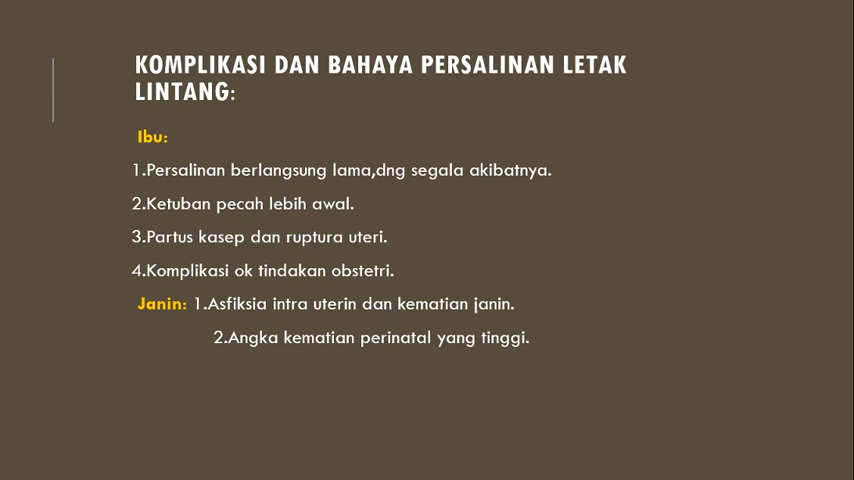 KOMPLIKASI DAN BAHAYA PERSALINAN LETAK
LINTANG:
Ibu:
1.Persalinan berlangsung lama,dng segala akibatnya.
2.Ketuban pecah lebih awal.
3.Partus kasep dan ruptura uteri.
4.Komplikasi ok tindakan obstetri.
Janin: 1.Asfiksia intra uterin dan kematian janin.
2.Angka kematian perinatal yang tinggi.